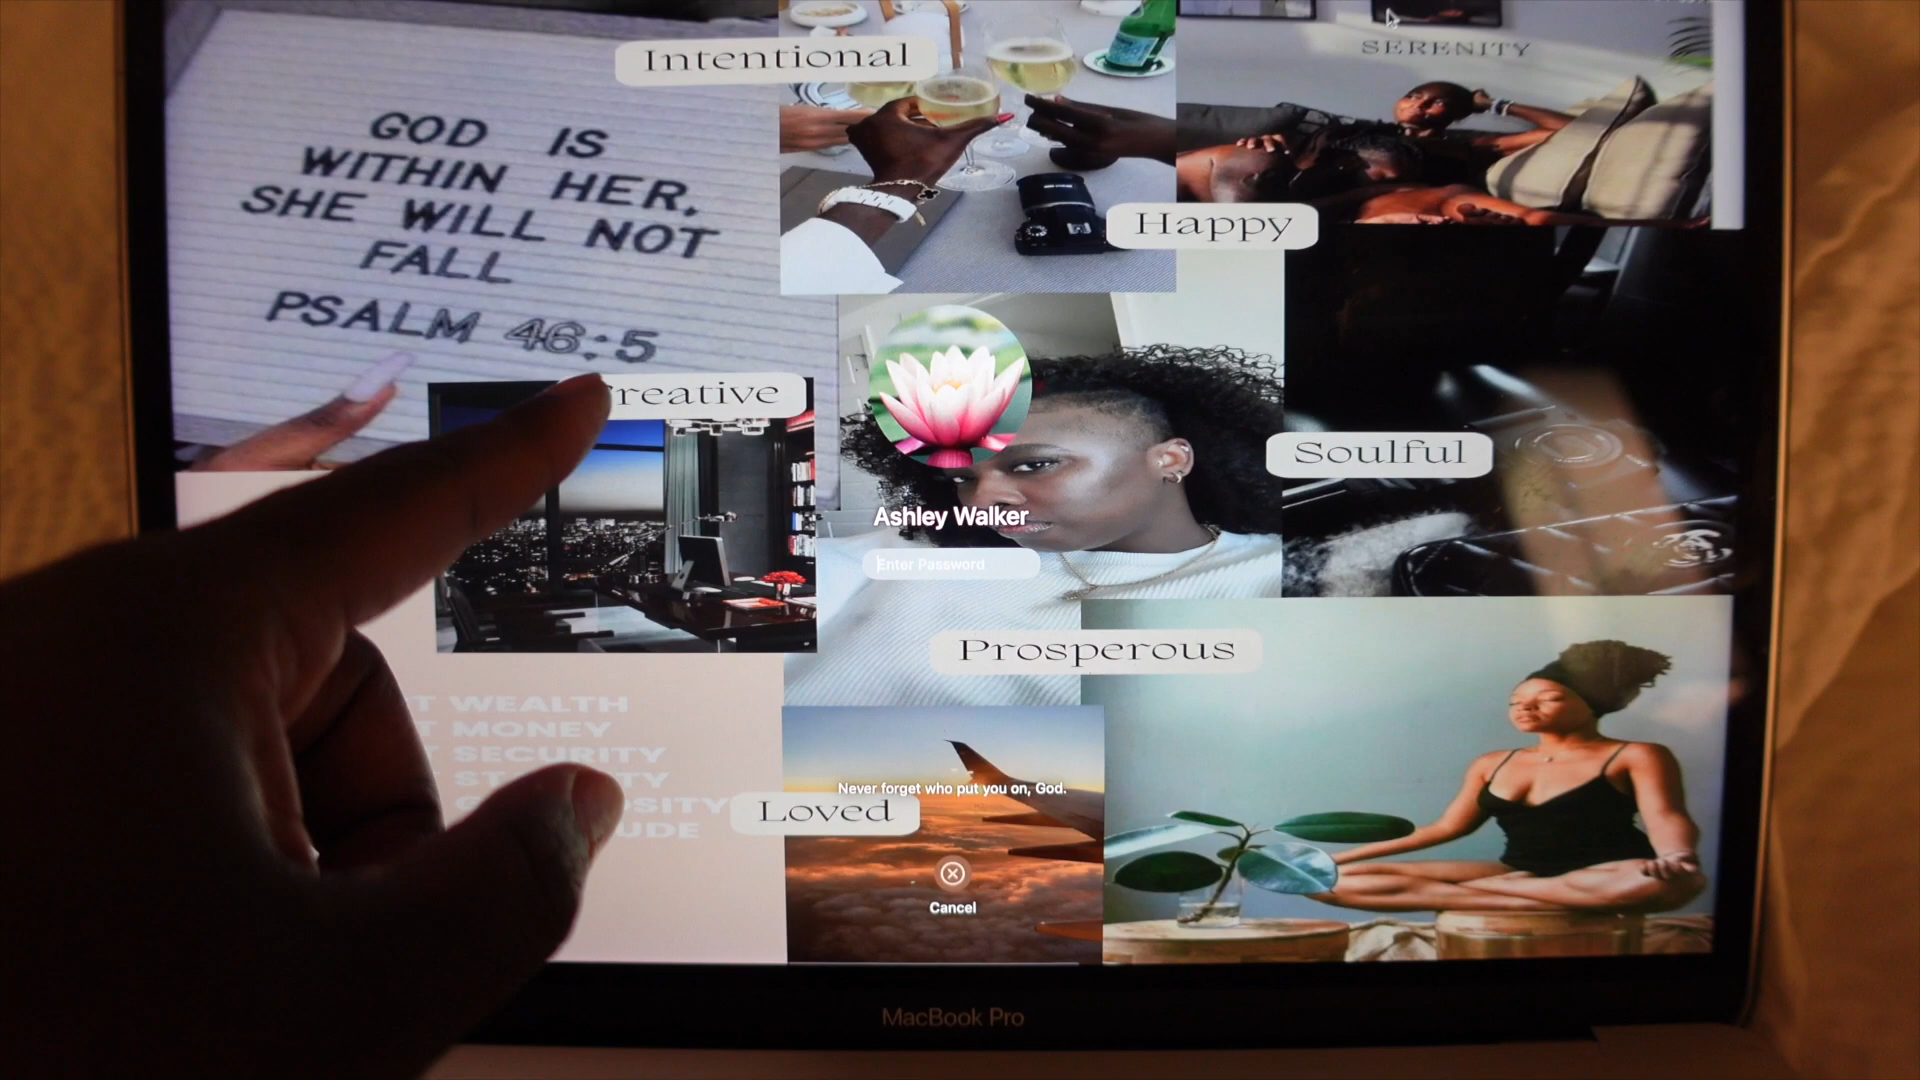 Intentional
SERENITY
GOD IS
WITHIN HER.
SHE WILL NOT
FALL
PSALM 46:5
Happy
reative
Soulful
Ashley Walker
Enter Password
Prosperous
WEALTH
MONEY
SECURITY
Never forget who put you on, God.
Loved
Cancel
MacBook Pro